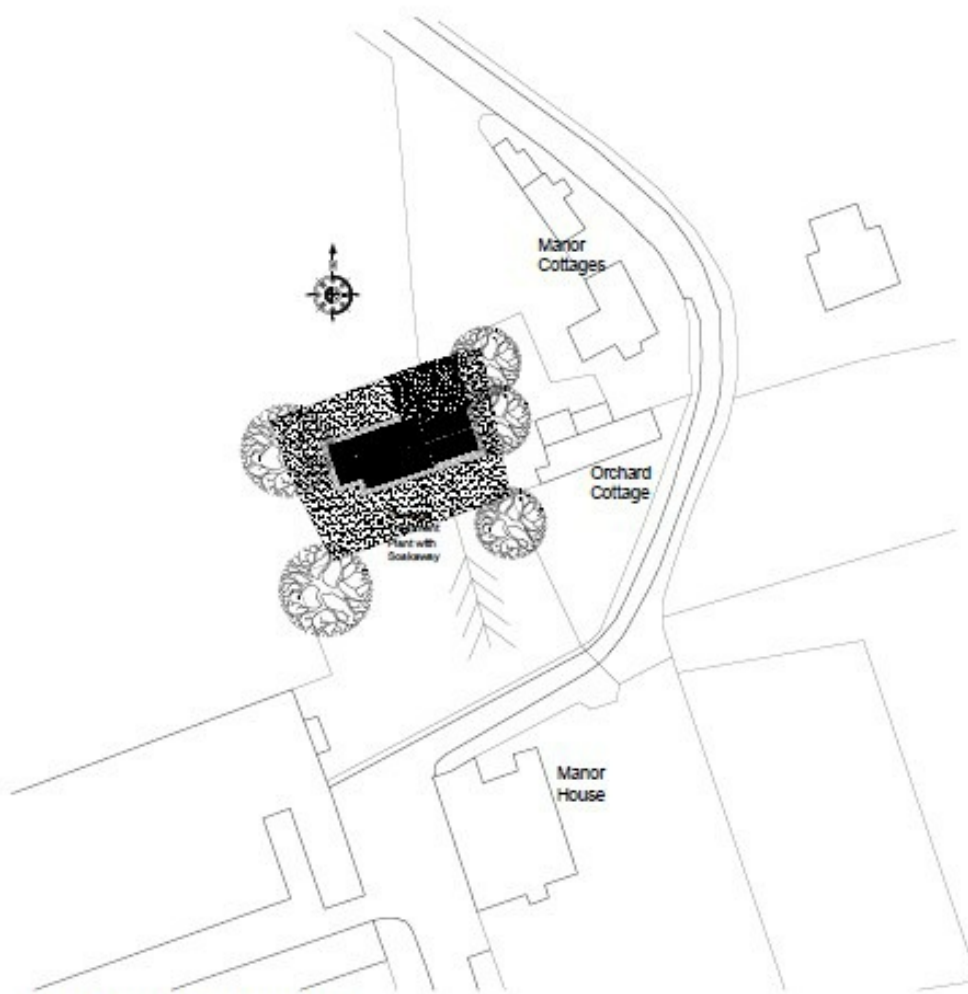 Manor
Cottages
Orchard
Cottage
Plant with
Soakaway
Manor
House